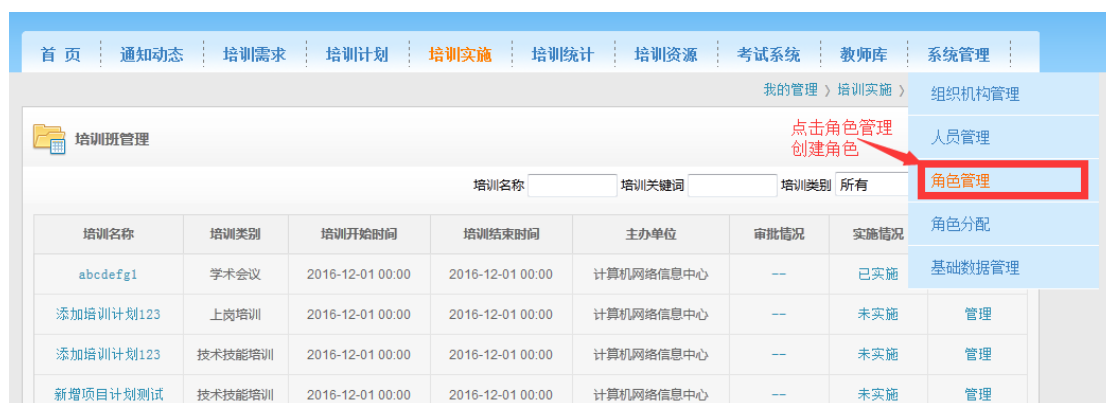 首 页 通知动态 培训需求 培训计划 培训实施 培训统计 培训资源 考试系统 教师库 系统管理
我的管理 > 培训实施 >
组织机构管理
人员管理
角色管理
角色分配
基础数据管理
点击角色管理
创建角色
培训班管理
培训名称 培训关键词 培训类别 所有
培训名称 培训类别 培训开始时间 培训结束时间 主办单位 审批情况 实施情况
abcdefg1 学术会议 2016-12-01 00:00 2016-12-01 00:00 计算机网络信息中心 -- 已实施
添加培训计划123 上岗培训 2016-12-01 00:00 2016-12-01 00:00 计算机网络信息中心 -- 未实施 管理
添加培训计划123 技术技能培训 2016-12-01 00:00 2016-12-01 00:00 计算机网络信息中心 -- 未实施 管理
新增项目计划测试 技术技能培训 2016-12-01 00:00 2016-12-01 00:00 计算机网络信息中心 -- 未实施 管理